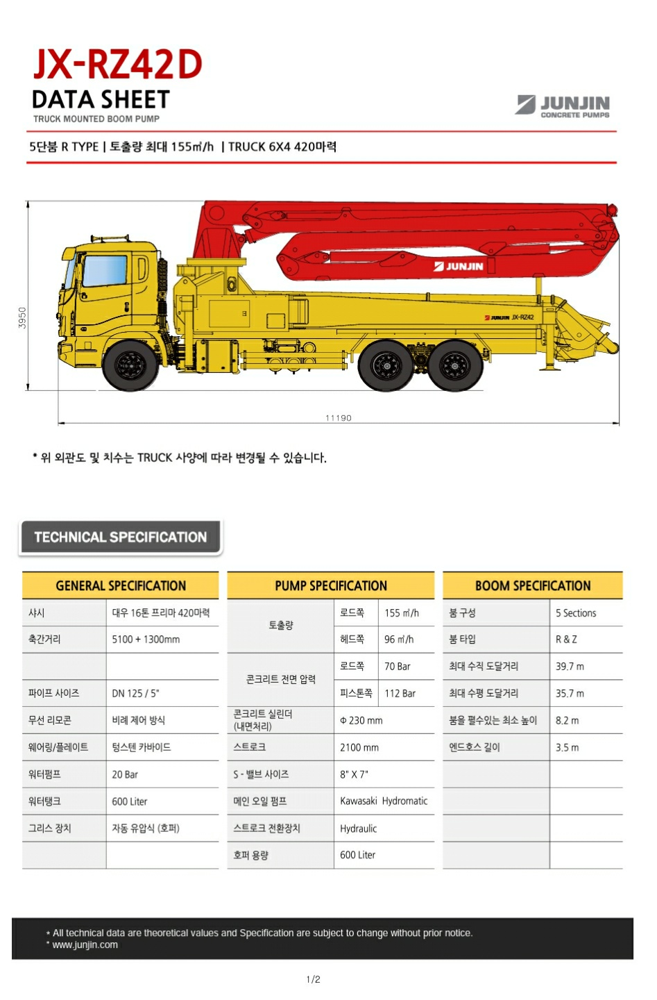 JX-RZ42D
DATA SHEET
TRUCK MOUNTED BOOM PUMP
JUNJIN
CONCRETE PUMPS
5단붐 R TYPE | 토출량 최대 155㎥/h | TRUCK 6X4 420마력
3950
JUNJIN
JUNJIN JX-RZ42
11190
* 위 외관도 및 치수는 TRUCK 사양에 따라 변경될 수 있습니다.
TECHNICAL SPECIFICATION
GENERAL SPECIFICATION
샤시 대우 16톤 프리마 420마력
축간거리 5100 + 1300mm
파이프 사이즈 DN 125 / 5"
무선 리모콘 비례 제어 방식
웨어링/플레이트 텅스텐 카바이드
워터펌프 20 Bar
워터탱크 600 Liter
그리스 장치 자동 유압식 (호퍼)
PUMP SPECIFICATION
토출량 로드쪽 155 ㎥/h
헤드쪽 96 ㎥/h
콘크리트 전면 압력 로드쪽 70 Bar
피스톤쪽 112 Bar
콘크리트 실린더
(내면처리) Φ 230 mm
스트로크 2100 mm
S - 밸브 사이즈 8" X 7"
메인 오일 펌프 Kawasaki Hydromatic
스트로크 전환장치 Hydraulic
호퍼 용량 600 Liter
BOOM SPECIFICATION
붐 구성 5 Sections
붐 타입 R & Z
최대 수직 도달거리 39.7 m
최대 수평 도달거리 35.7 m
붐을 펼수있는 최소 높이 8.2 m
엔드호스 길이 3.5 m
* All technical data are theoretical values and Specification are subject to change without prior notice.
* www.junjin.com
1/2